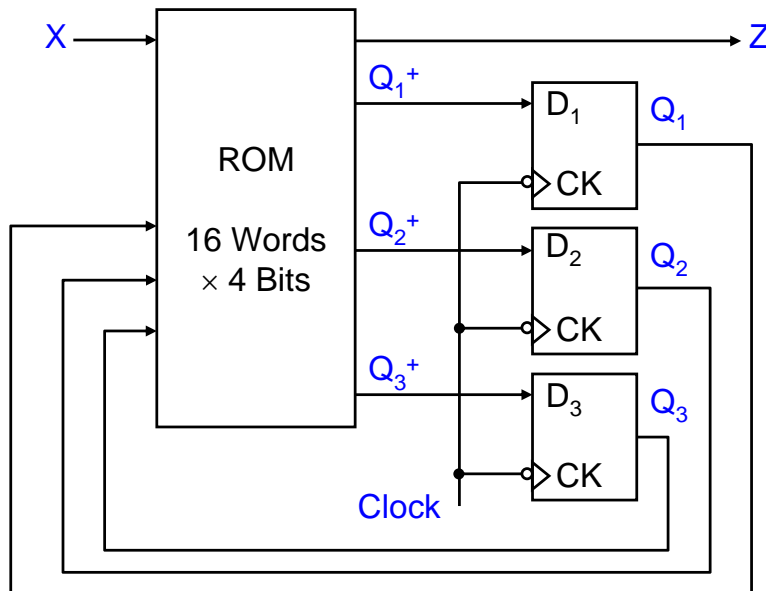 X
Z
Q₁⁺
D₁
Q₁
ROM
CK
16 Words
× 4 Bits
Q₂⁺
D₂
Q₂
CK
Q₃⁺
D₃
Q₃
CK
Clock